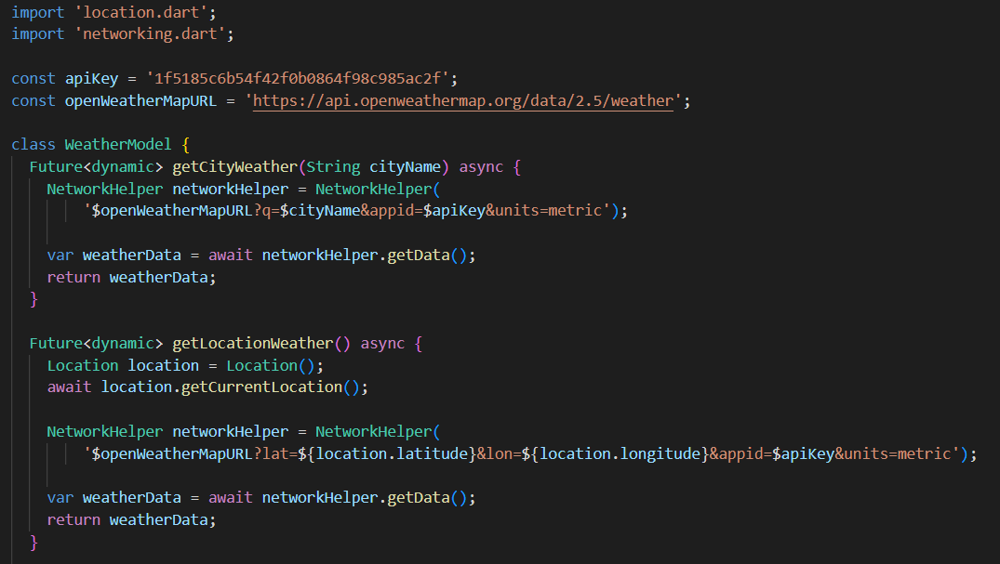 import 'location.dart';
import 'networking.dart';
const apiKey = '1f5185c6b54f42f0b0864f98c985ac2f';
const openWeatherMapURL = 'https://api.openweathermap.org/data/2.5/weather';
class WeatherModel {
Future<dynamic> getCityWeather(String cityName) async {
NetworkHelper networkHelper = NetworkHelper(
'$openWeatherMapURL?q=$cityName&appid=$apiKey&units=metric');
var weatherData = await networkHelper.getData();
return weatherData;
}
Future<dynamic> getLocationWeather() async {
Location location = Location();
await location.getCurrentLocation();
NetworkHelper networkHelper = NetworkHelper(
'$openWeatherMapURL?lat=${location.latitude}&lon=${location.longitude}&appid=$apiKey&units=metric');
var weatherData = await networkHelper.getData();
return weatherData;
}